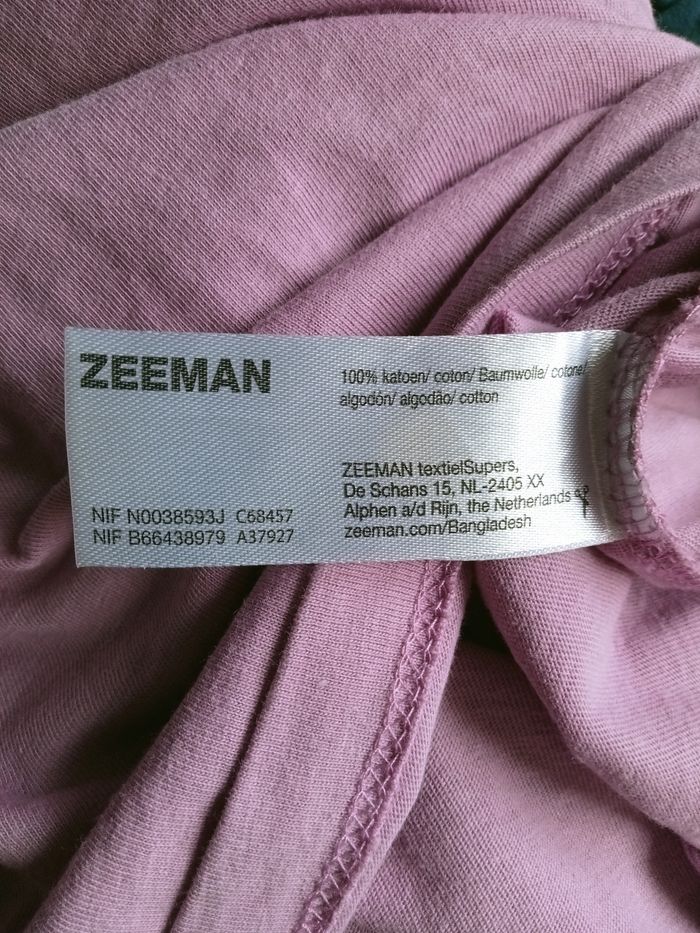 ZEEMAN
100% katoen/ coton/ Baumwolle/ cotone/
algodón/ algodão/ cotton
ZEEMAN textielSupers,
De Schans 15, NL-2405 XX
Alphen a/d Rijn, the Netherlands
zeeman.com/Bangladesh
NIF N0038593J C68457
NIF B66438979 A37927